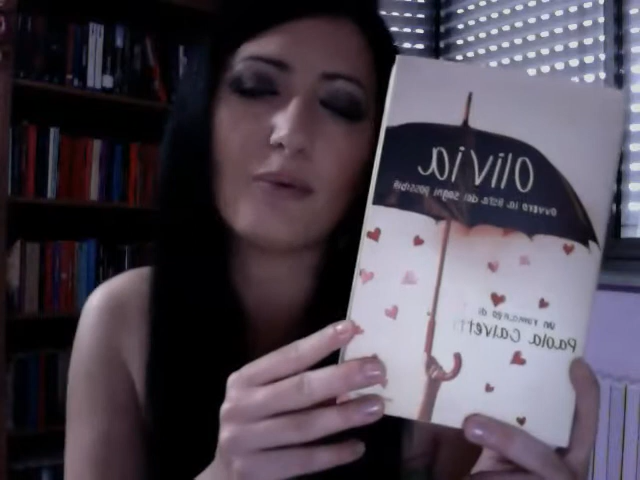 Olivia
ovvero la lista dei sogni possibili
un romanzo di
Paola Calvetti